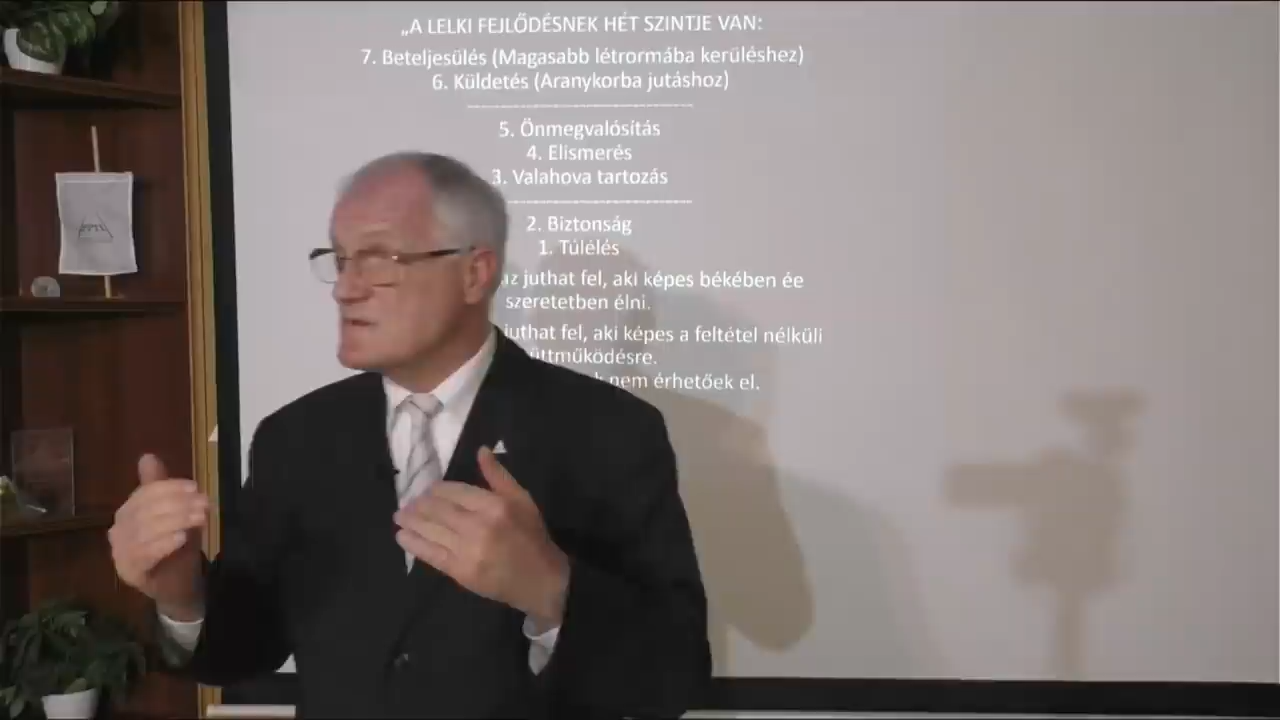 „A LELKI FEJLŐDÉSNEK HÉT SZINTJE VAN:
7. Beteljesülés (Magasabb létrormába kerüléshez)
6. Küldetés (Aranykorba jutáshoz)
5. Önmegvalósítás
4. Elismerés
3. Valahova tartozás
2. Biztonság
1. Túlélés
juthat fel, aki képes békében ée
szeretetben élni.
juthat fel, aki képes a feltétel nélküli
nem érhetőek el.